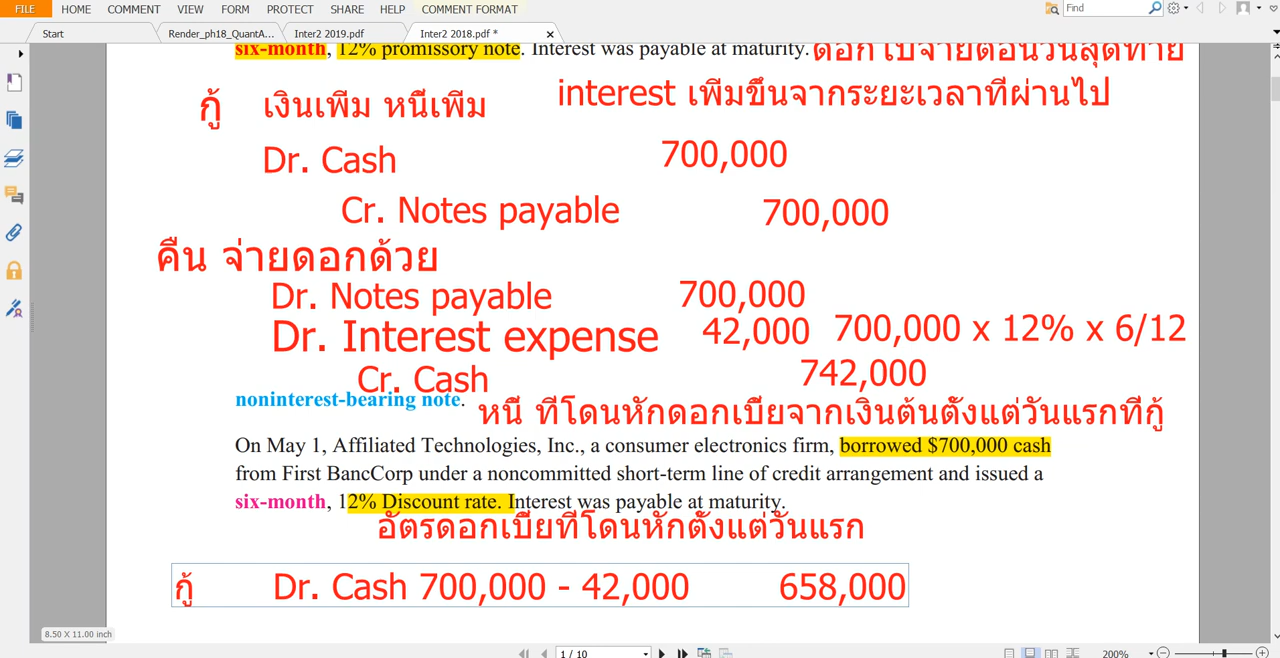 FILE HOME COMMENT VIEW FORM PROTECT SHARE HELP COMMENT FORMAT Find
Start Render_ph18_QuantA... Inter2 2019.pdf Inter2 2018.pdf * ×
six-month, 12% promissory note. Interest was payable at maturity. ดอกเบี้ยจ่ายตอนวันสุดท้าย
กู้ เงินเพิ่ม หนี้เพิ่ม interest เพิ่มขึ้นจากระยะเวลาที่ผ่านไป
Dr. Cash 700,000
Cr. Notes payable 700,000
คืน จ่ายดอกด้วย
Dr. Notes payable 700,000
Dr. Interest expense 42,000 700,000 x 12% x 6/12
Cr. Cash 742,000
noninterest-bearing note. หนี้ ที่โดนหักดอกเบี้ยจากเงินต้นตั้งแต่วันแรกที่กู้
On May 1, Affiliated Technologies, Inc., a consumer electronics firm, borrowed $700,000 cash
from First BancCorp under a noncommitted short-term line of credit arrangement and issued a
six-month, 12% Discount rate. Interest was payable at maturity.
อัตรดอกเบี้ยที่โดนหักตั้งแต่วันแรก
กู้ Dr. Cash 700,000 - 42,000 658,000
8.50 X 11.00 inch
1 / 10 200%